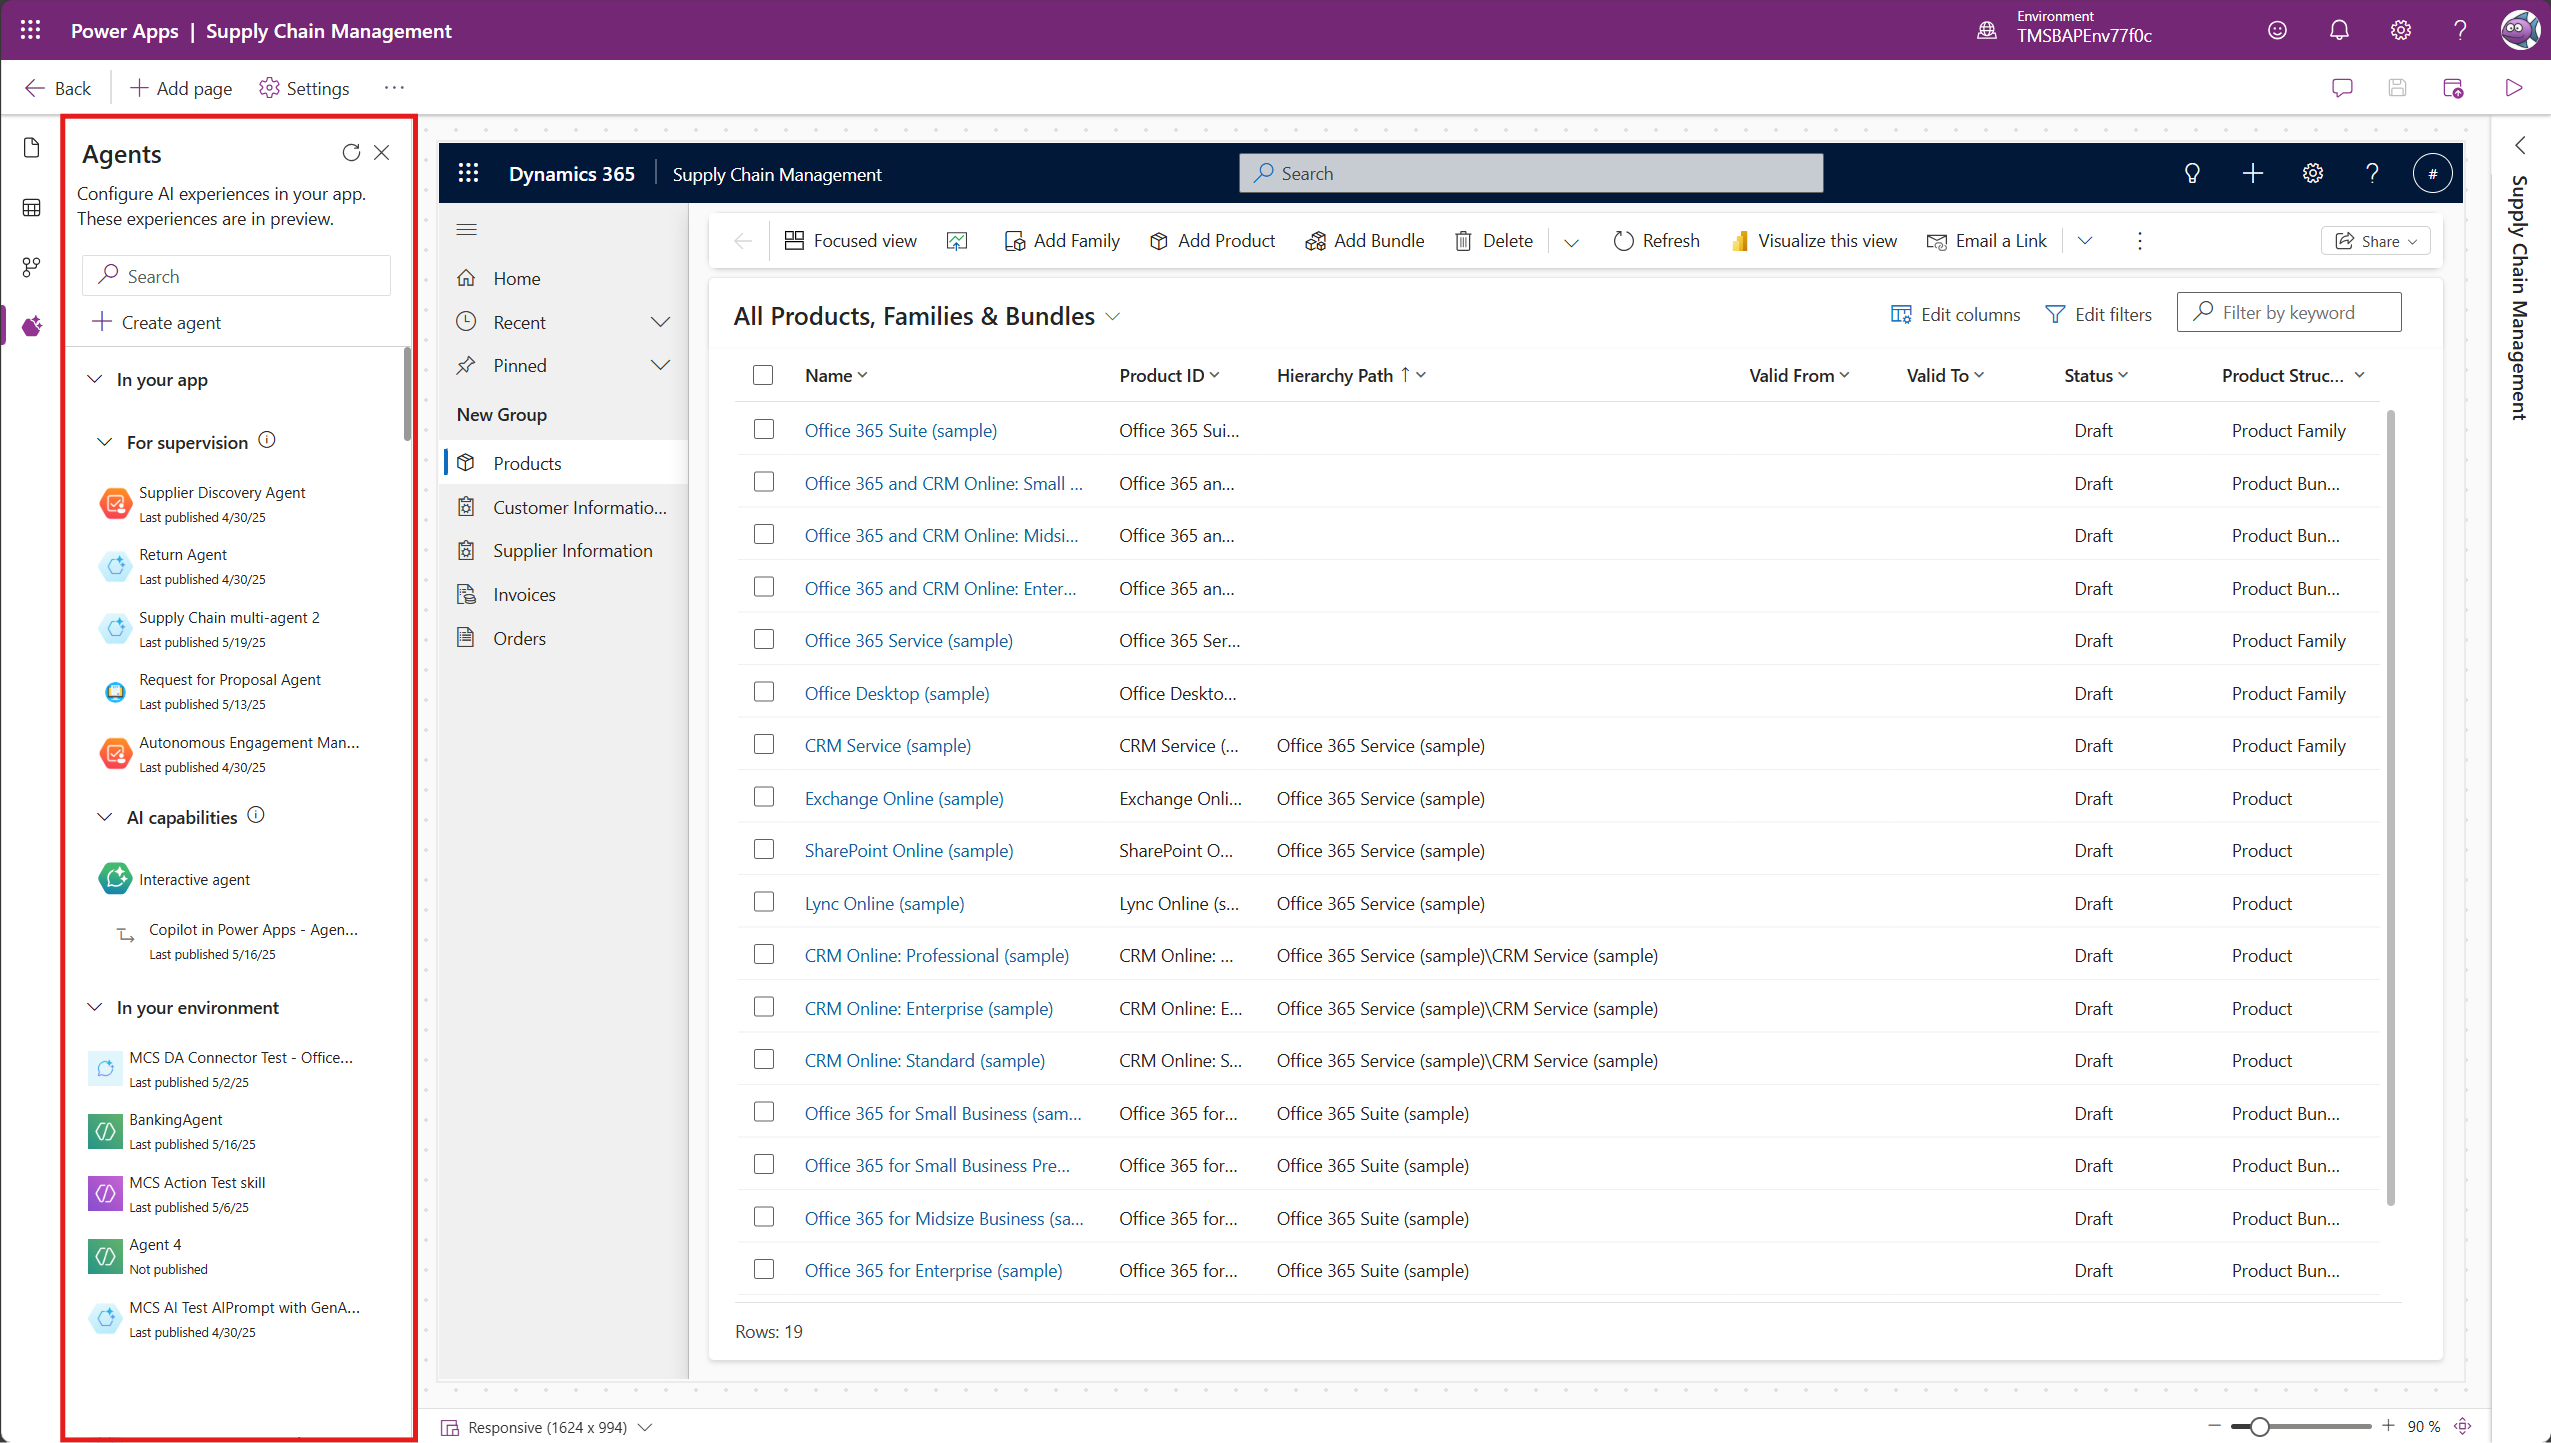 Power Apps | Supply Chain Management
Environment
TMSBAPEnv77f0c
Back
Add page
Settings
Agents
Configure AI experiences in your app.
These experiences are in preview.
Search
Create agent
In your app
For supervision
Supplier Discovery Agent
Last published 4/30/25
Return Agent
Last published 4/30/25
Supply Chain multi-agent 2
Last published 5/19/25
Request for Proposal Agent
Last published 5/13/25
Autonomous Engagement Man...
Last published 4/30/25
AI capabilities
Interactive agent
Copilot in Power Apps - Agen...
Last published 5/16/25
In your environment
MCS DA Connector Test - Office...
Last published 5/2/25
BankingAgent
Last published 5/16/25
MCS Action Test skill
Last published 5/6/25
Agent 4
Not published
MCS AI Test AIPrompt with GenA...
Last published 4/30/25
Dynamics 365 Supply Chain Management
Search
#
Home
Recent
Pinned
New Group
Products
Customer Informatio...
Supplier Information
Invoices
Orders
Focused view Add Family Add Product Add Bundle Delete Refresh Visualize this view Email a Link Share
All Products, Families & Bundles
Edit columns Edit filters Filter by keyword
Name Product ID Hierarchy Path Valid From Valid To Status Product Struc...
Office 365 Suite (sample) Office 365 Sui... Draft Product Family
Office 365 and CRM Online: Small ... Office 365 an... Draft Product Bun...
Office 365 and CRM Online: Midsi... Office 365 an... Draft Product Bun...
Office 365 and CRM Online: Enter... Office 365 an... Draft Product Bun...
Office 365 Service (sample) Office 365 Ser... Draft Product Family
Office Desktop (sample) Office Deskto... Draft Product Family
CRM Service (sample) CRM Service (... Office 365 Service (sample) Draft Product Family
Exchange Online (sample) Exchange Onli... Office 365 Service (sample) Draft Product
SharePoint Online (sample) SharePoint O... Office 365 Service (sample) Draft Product
Lync Online (sample) Lync Online (s... Office 365 Service (sample) Draft Product
CRM Online: Professional (sample) CRM Online: ... Office 365 Service (sample)\CRM Service (sample) Draft Product
CRM Online: Enterprise (sample) CRM Online: E... Office 365 Service (sample)\CRM Service (sample) Draft Product
CRM Online: Standard (sample) CRM Online: S... Office 365 Service (sample)\CRM Service (sample) Draft Product
Office 365 for Small Business (sam... Office 365 for... Office 365 Suite (sample) Draft Product Bun...
Office 365 for Small Business Pre... Office 365 for... Office 365 Suite (sample) Draft Product Bun...
Office 365 for Midsize Business (sa... Office 365 for... Office 365 Suite (sample) Draft Product Bun...
Office 365 for Enterprise (sample) Office 365 for... Office 365 Suite (sample) Draft Product Bun...
Rows: 19
Responsive (1624 x 994)
90 %
Supply Chain Management